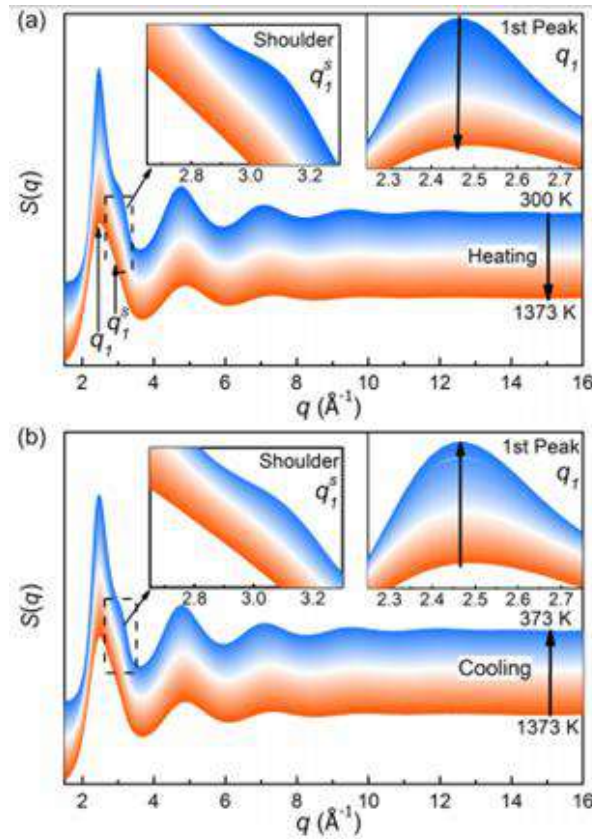 (a)
Shoulder
q₁ˢ
1st Peak
q₁
2.8 3.0 3.2
2.3 2.4 2.5 2.6 2.7
300 K
Heating
1373 K
S(q)
q₁
q₁ˢ
2 4 6 8 10 12 14 16
q (Å⁻¹)
(b)
Shoulder
q₁ˢ
1st Peak
q₁
2.8 3.0 3.2
2.3 2.4 2.5 2.6 2.7
373 K
Cooling
1373 K
S(q)
2 4 6 8 10 12 14 16
q (Å⁻¹)